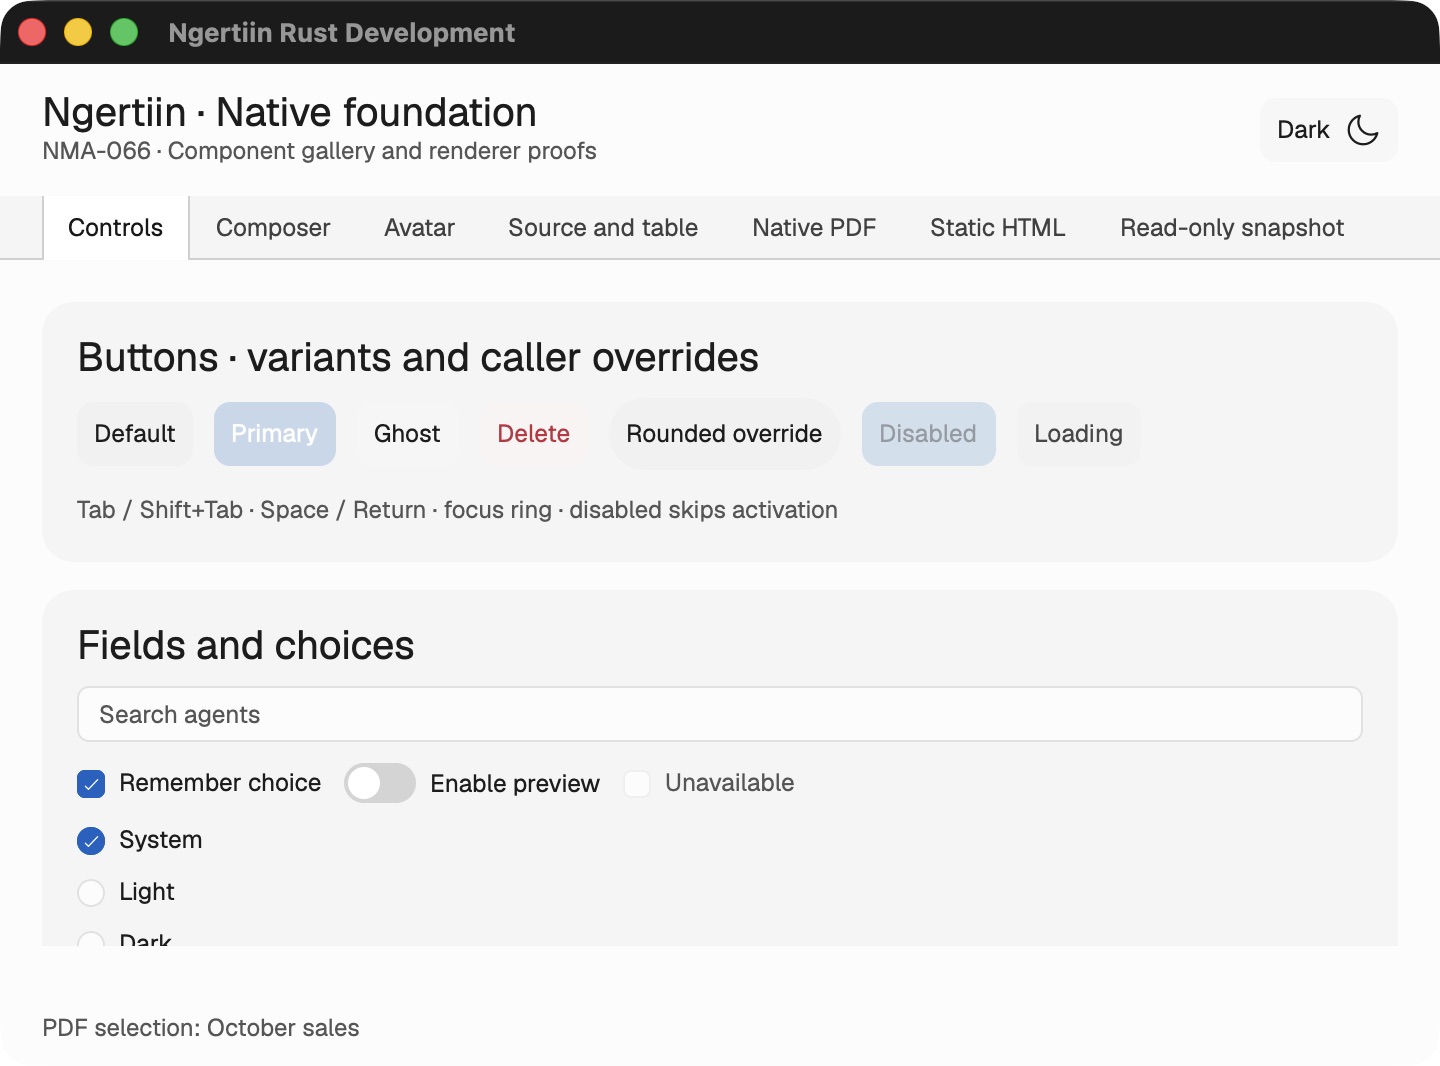 Ngertiin Rust Development
Ngertiin · Native foundation
NMA-066 · Component gallery and renderer proofs
Dark
Controls Composer Avatar Source and table Native PDF Static HTML Read-only snapshot
Buttons · variants and caller overrides
Default Primary Ghost Delete Rounded override Disabled Loading
Tab / Shift+Tab · Space / Return · focus ring · disabled skips activation
Fields and choices
Search agents
Remember choice Enable preview Unavailable
System
Light
Dark
PDF selection: October sales